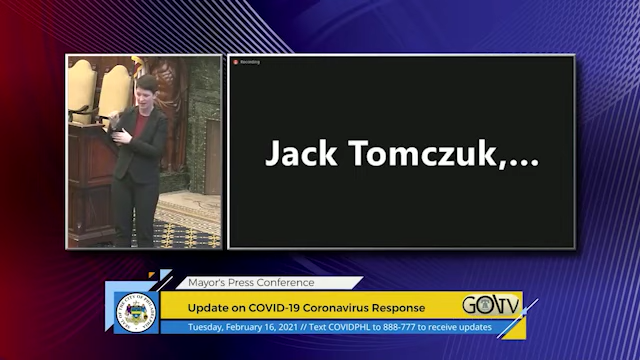 Recording
Jack Tomczuk,...
Mayor's Press Conference
Update on COVID-19 Coronavirus Response
GOVTV
Tuesday, February 16, 2021 // Text COVIDPHL to 888-777 to receive updates